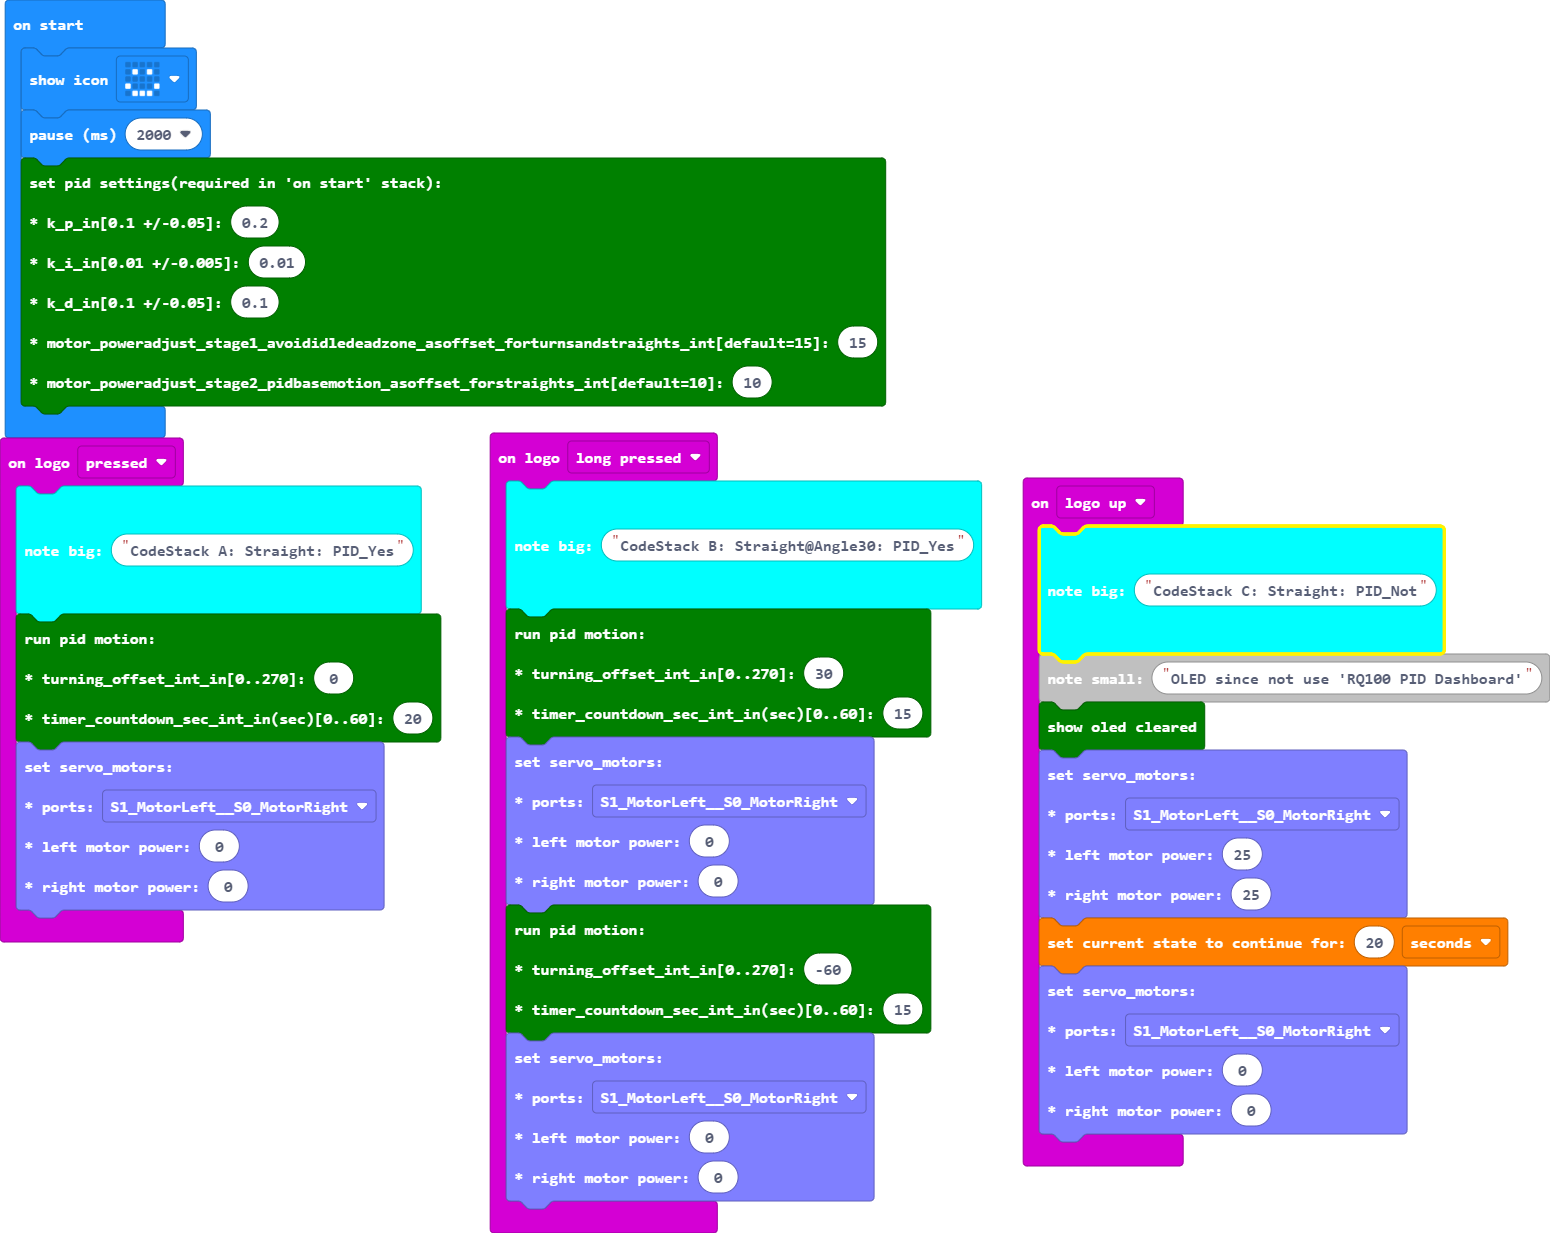 on start
show icon
pause (ms) 2000
set pid settings(required in 'on start' stack):
* k_p_in[0.1 +/-0.05]: 0.2
* k_i_in[0.01 +/-0.005]: 0.01
* k_d_in[0.1 +/-0.05]: 0.1
* motor_poweradjust_stage1_avoididledeadzone_asoffset_forturnsandstraights_int[default=15]: 15
* motor_poweradjust_stage2_pidbasemotion_asoffset_forstraights_int[default=10]: 10
on logo pressed
note big: "CodeStack A: Straight: PID_Yes"
run pid motion:
* turning_offset_int_in[0..270]: 0
* timer_countdown_sec_int_in(sec)[0..60]: 20
set servo_motors:
* ports: S1_MotorLeft__S0_MotorRight
* left motor power: 0
* right motor power: 0
on logo long pressed
note big: "CodeStack B: Straight@Angle30: PID_Yes"
run pid motion:
* turning_offset_int_in[0..270]: 30
* timer_countdown_sec_int_in(sec)[0..60]: 15
set servo_motors:
* ports: S1_MotorLeft__S0_MotorRight
* left motor power: 0
* right motor power: 0
run pid motion:
* turning_offset_int_in[0..270]: -60
* timer_countdown_sec_int_in(sec)[0..60]: 15
set servo_motors:
* ports: S1_MotorLeft__S0_MotorRight
* left motor power: 0
* right motor power: 0
on logo up
note big: "CodeStack C: Straight: PID_Not"
note small: "OLED since not use 'RQ100 PID Dashboard'"
show oled cleared
set servo_motors:
* ports: S1_MotorLeft__S0_MotorRight
* left motor power: 25
* right motor power: 25
set current state to continue for: 20 seconds
set servo_motors:
* ports: S1_MotorLeft__S0_MotorRight
* left motor power: 0
* right motor power: 0